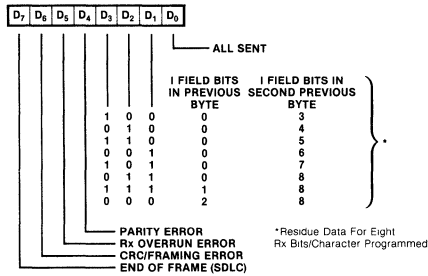 D7 D6 D5 D4 D3 D2 D1 D0
ALL SENT
I FIELD BITS IN PREVIOUS BYTE
I FIELD BITS IN SECOND PREVIOUS BYTE
1 0 0 0 3
0 1 0 0 4
1 1 0 0 5
0 0 1 0 6
1 0 1 0 7
0 1 1 0 8
1 1 1 1 8
0 0 0 2 8
*
PARITY ERROR
Rx OVERRUN ERROR
CRC/FRAMING ERROR
END OF FRAME (SDLC)
*Residue Data For Eight
Rx Bits/Character Programmed